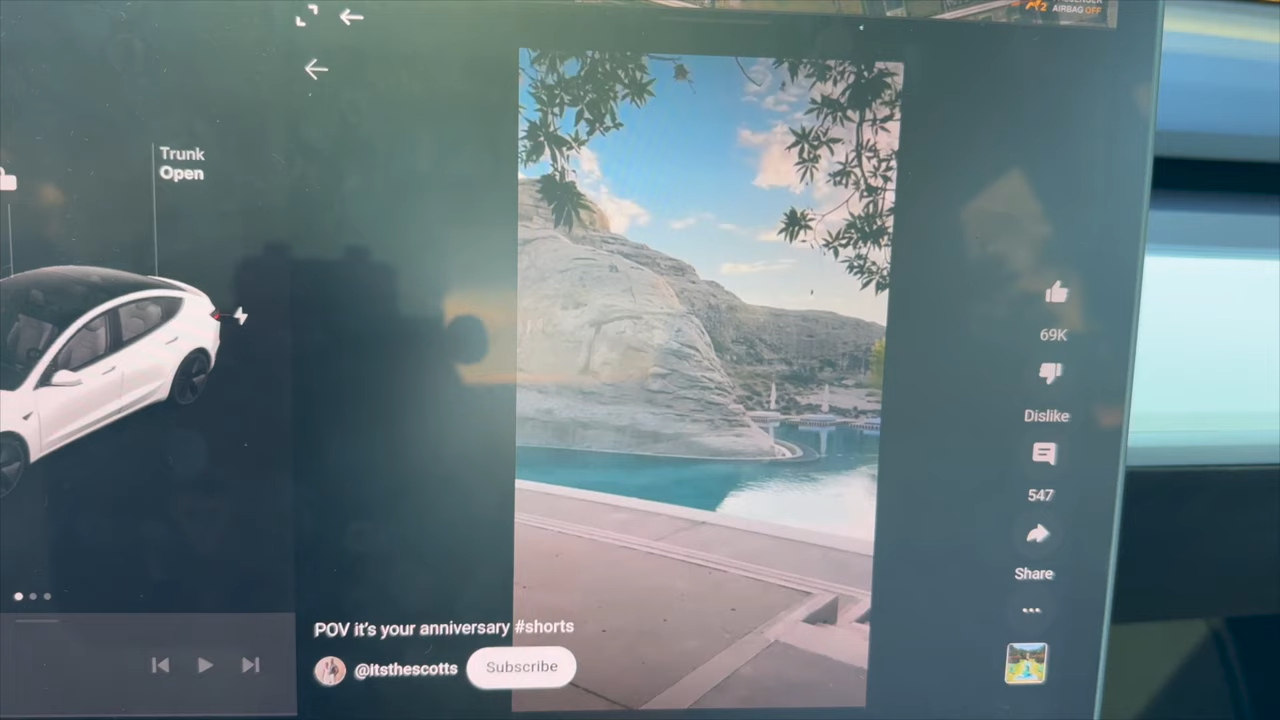 AIRBAG OFF
Trunk
Open
69K
Dislike
547
Share
POV it's your anniversary #shorts
@itsthescotts
Subscribe